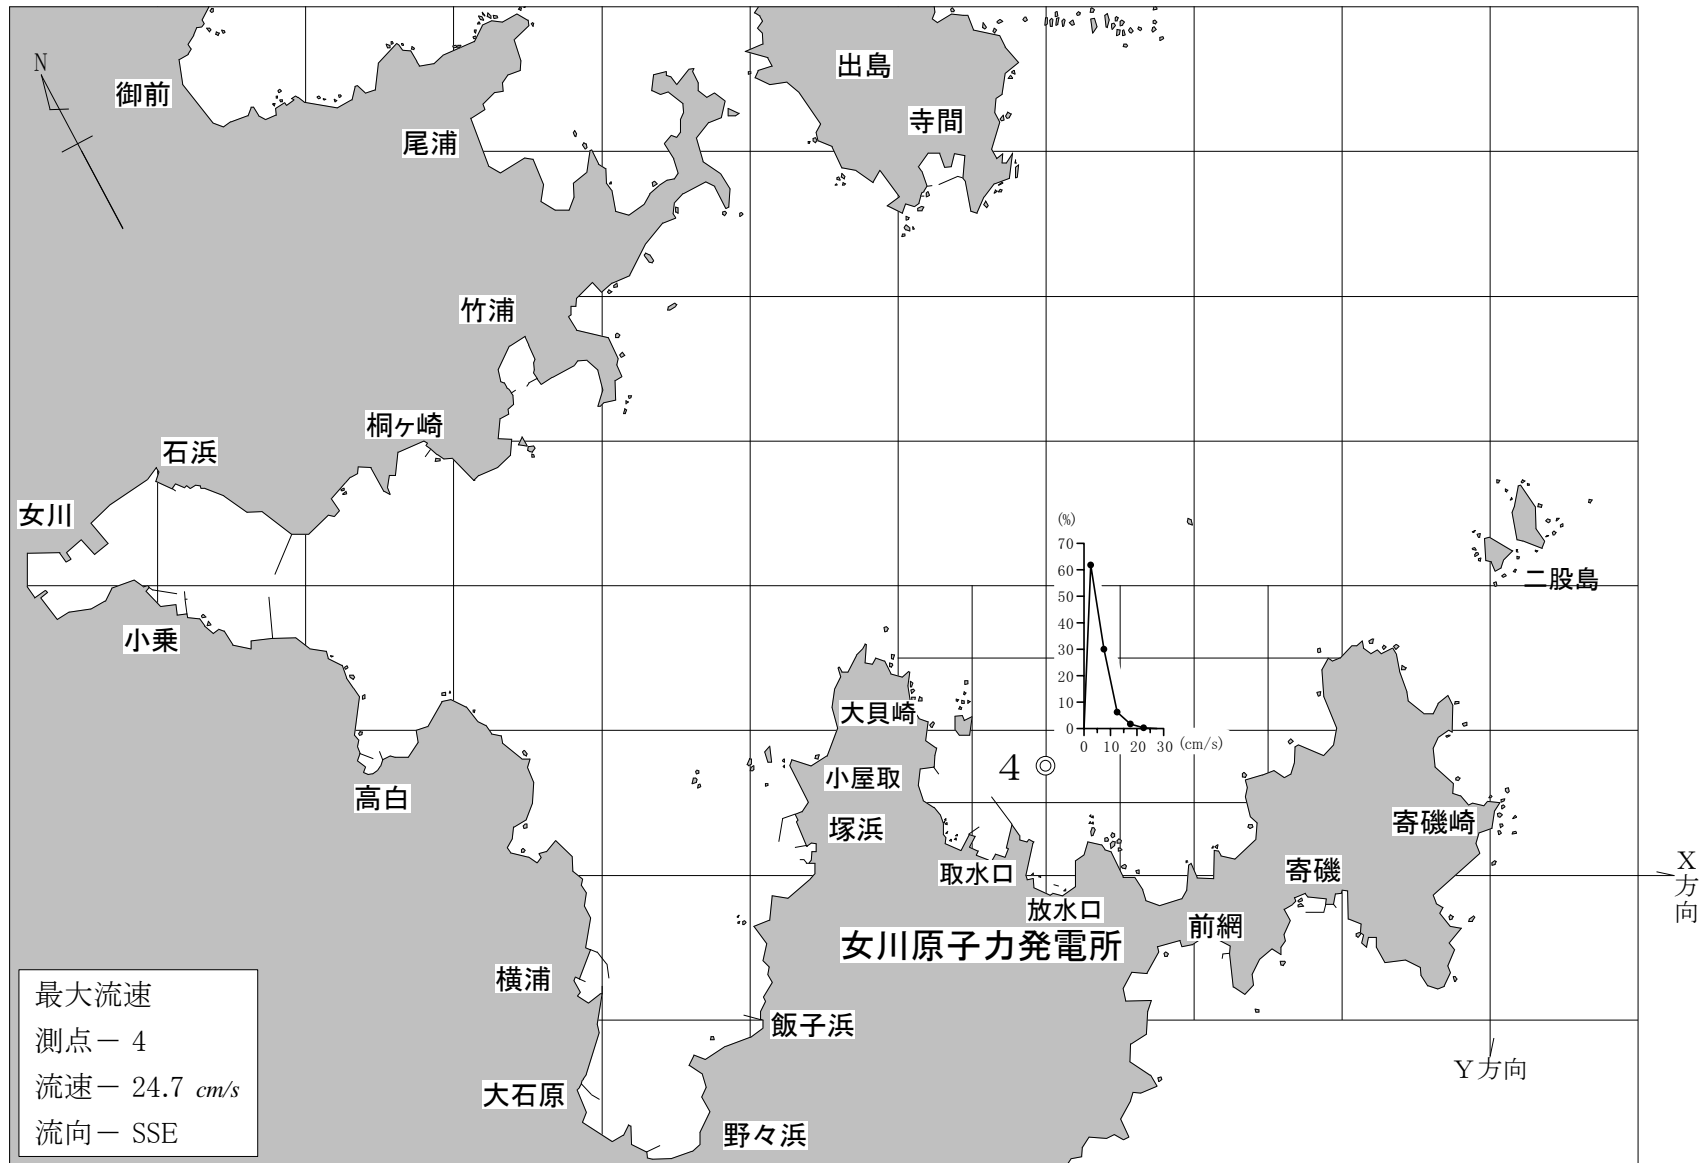 N
御前
出島
寺間
尾浦
竹浦
桐ヶ崎
石浜
女川
小乗
高白
二股島
(%)
70
60
50
40
30
20
10
0
0 10 20 30 (cm/s)
4
大貝崎
小屋取
塚浜
取水口
放水口
女川原子力発電所
前網
寄磯
寄磯崎
X方向
Y方向
横浦
飯子浜
大石原
野々浜
最大流速
測点－ 4
流速－ 24.7 cm/s
流向－ SSE